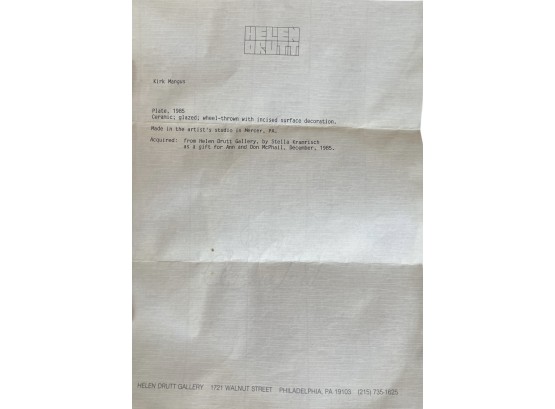 HELEN
DRUTT
Kirk Mangus
Plate, 1985
Ceramic; glazed; wheel-thrown with incised surface decoration.
Made in the artist's studio in Mercer, PA.
Acquired: from Helen Drutt Gallery, by Stella Kramrisch
as a gift for Ann and Don McPhail, December, 1985.
HELEN DRUTT GALLERY 1721 WALNUT STREET PHILADELPHIA, PA 19103 (215) 735-1625